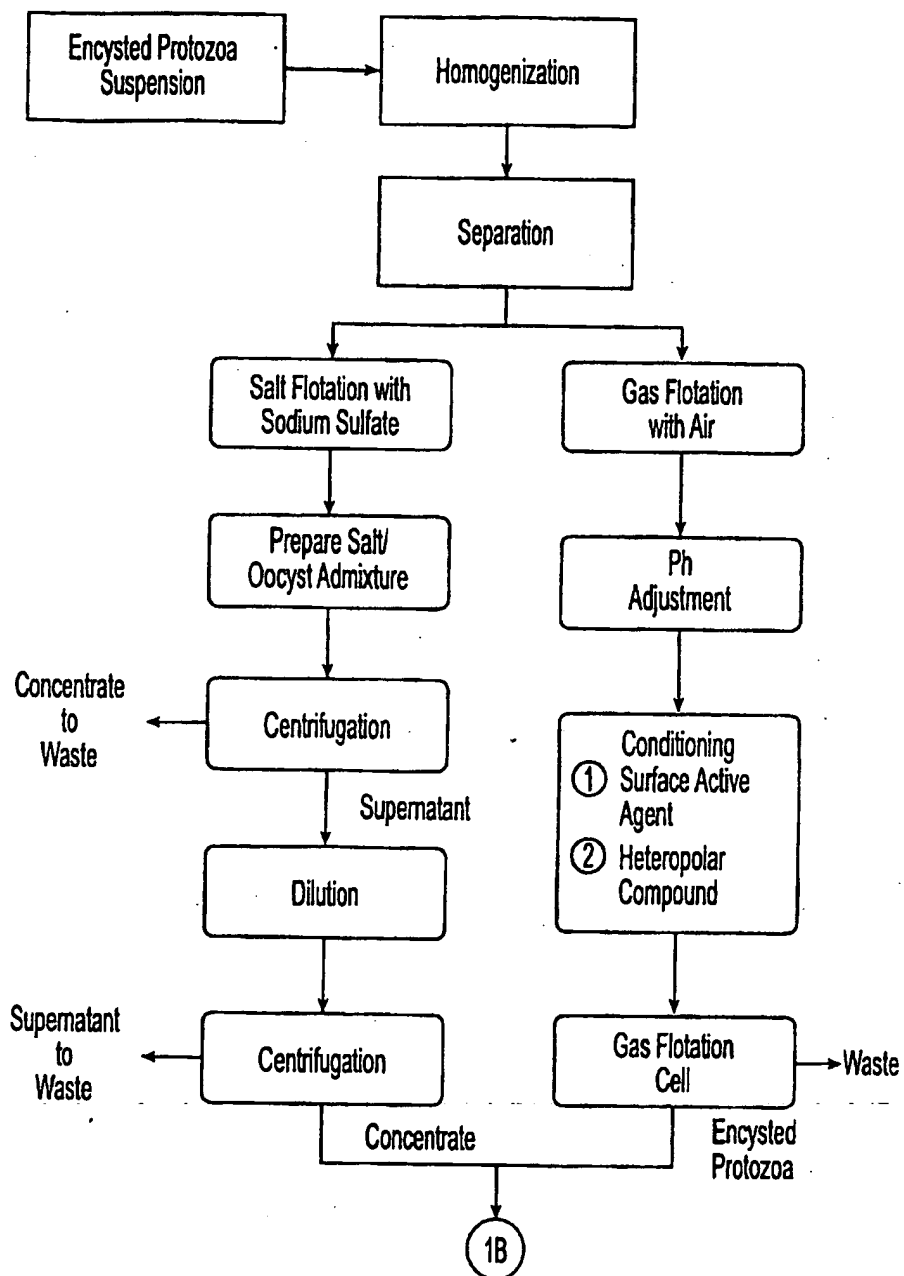 Encysted Protozoa
Suspension
Homogenization
Separation
Salt Flotation with
Sodium Sulfate
Gas Flotation
with Air
Prepare Salt/
Oocyst Admixture
Ph
Adjustment
Concentrate
to
Waste
Centrifugation
Conditioning
1 Surface Active
Agent
2 Heteropolar
Compound
Supernatant
Dilution
Supernatant
to
Waste
Centrifugation
Gas Flotation
Cell
Waste
Concentrate
Encysted
Protozoa
1B